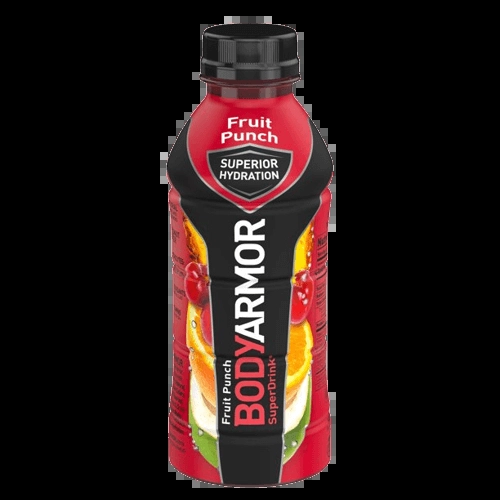 Fruit
Punch
SUPERIOR
HYDRATION
BODYARMOR
Fruit Punch
SuperDrink